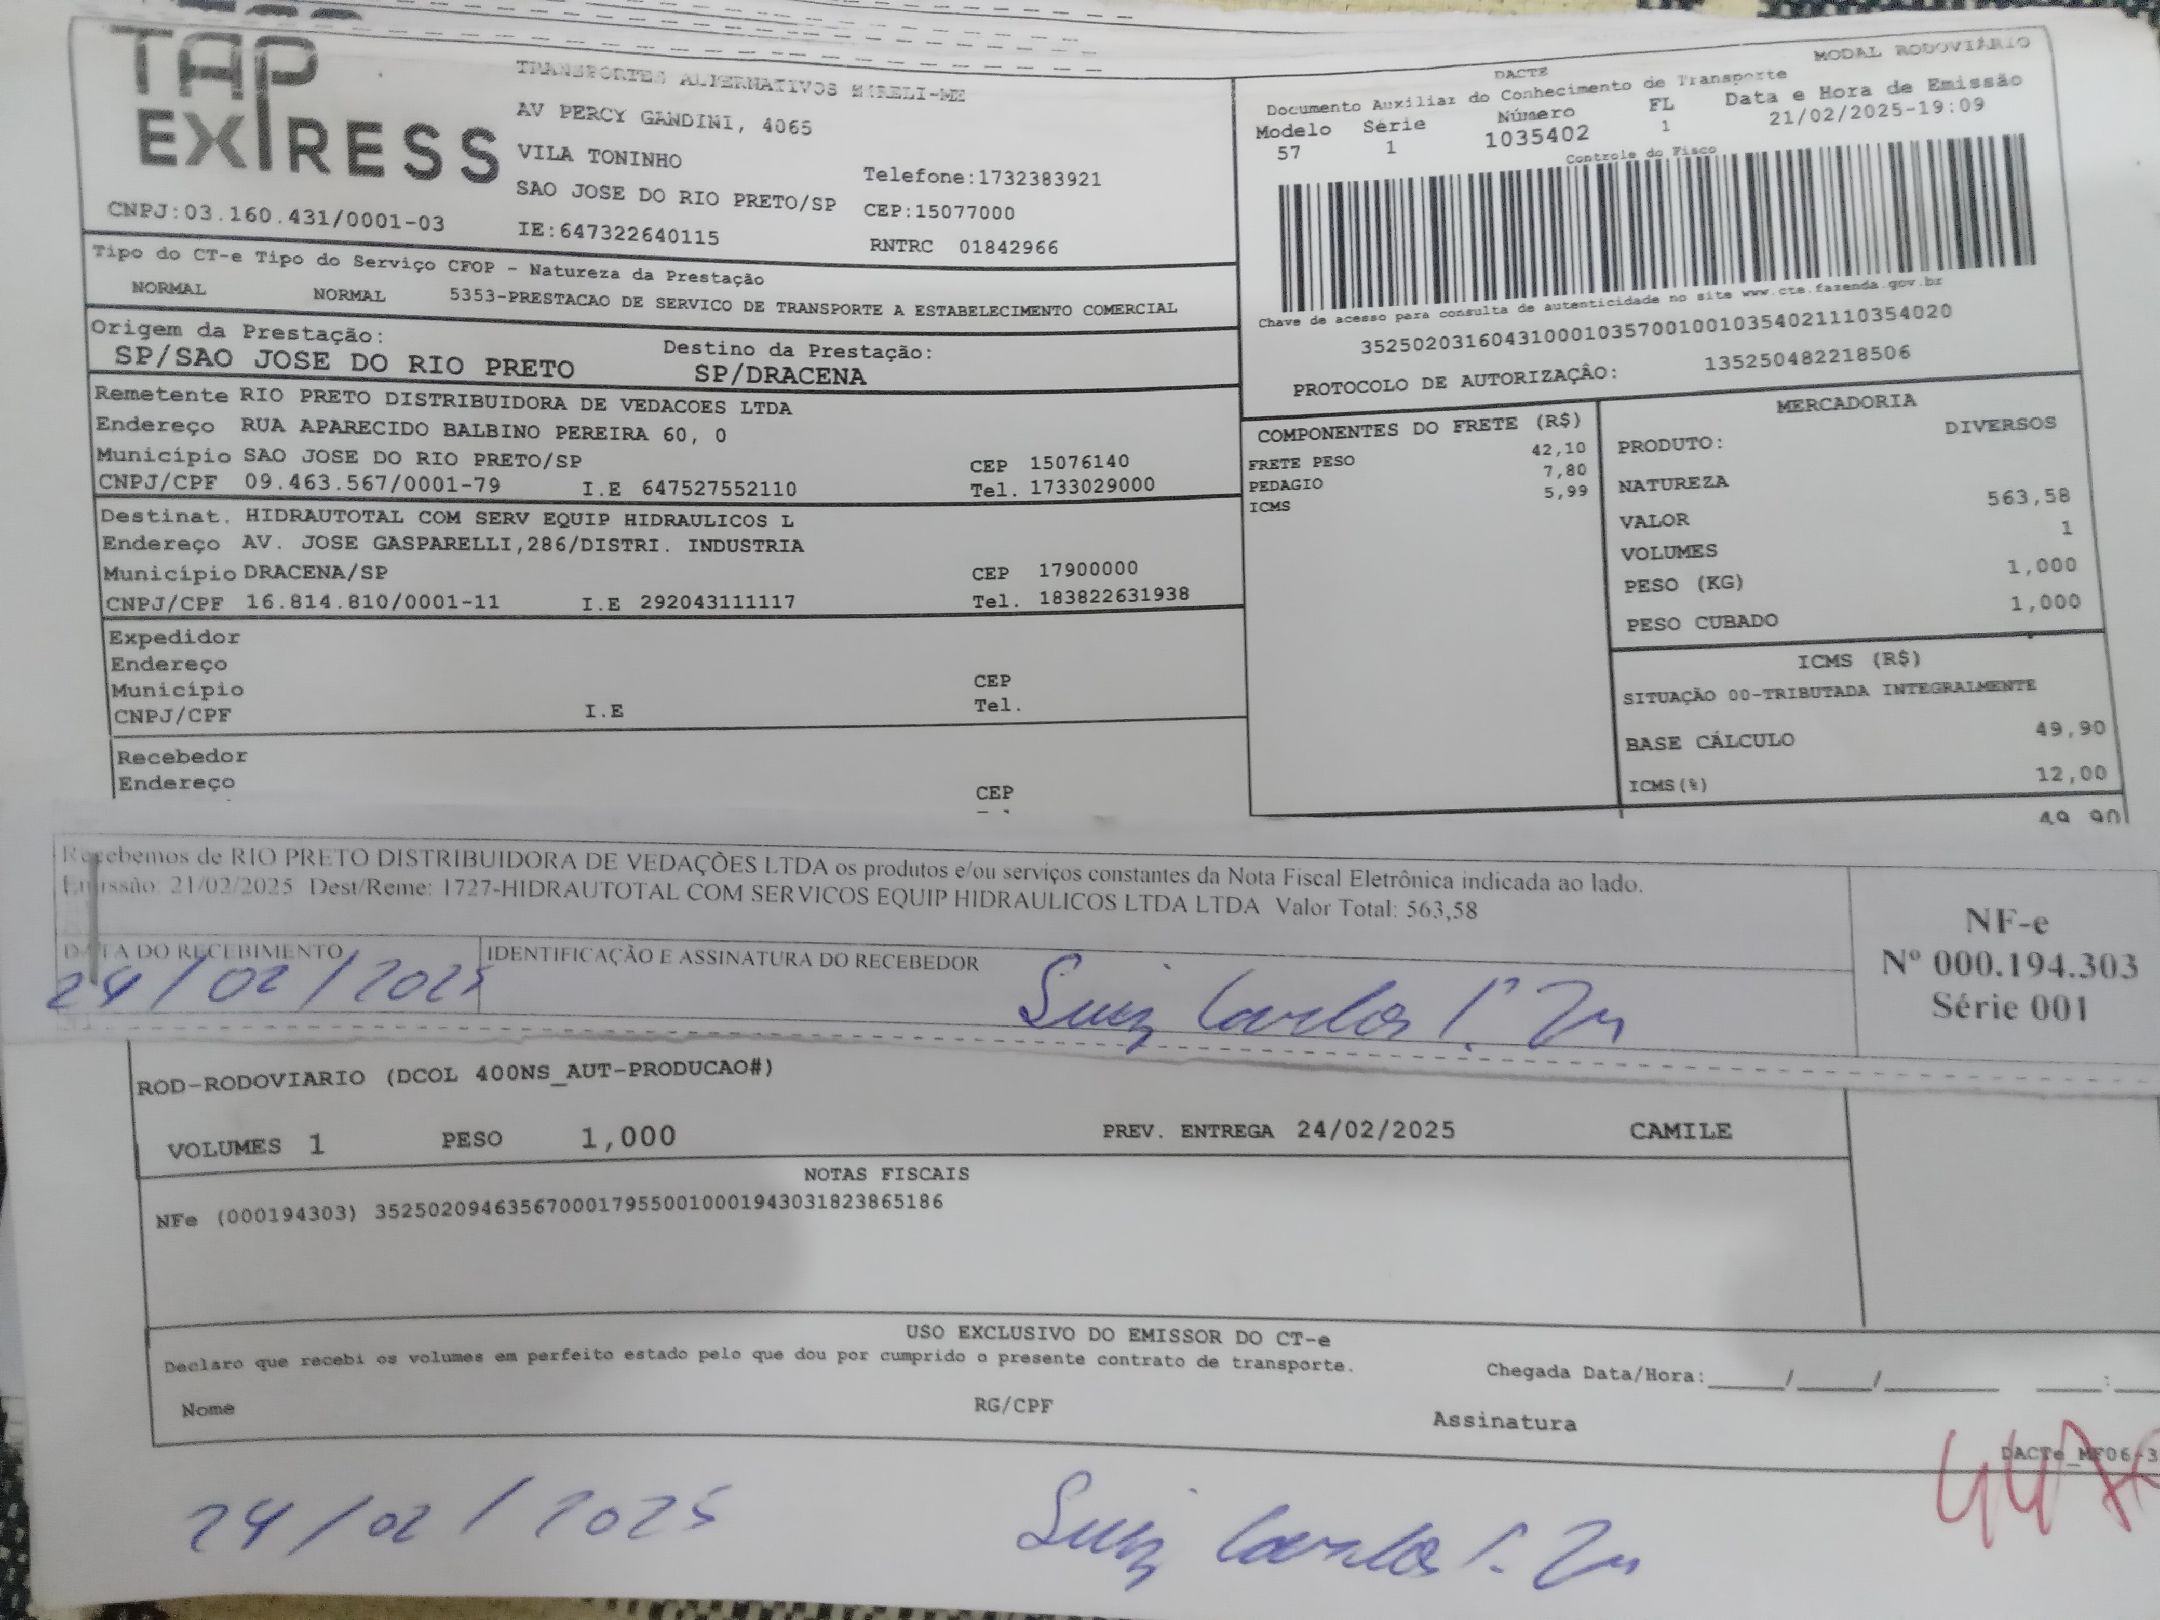 TAP
EXPRESS
CNPJ:03.160.431/0001-03
TRANSPORTES ALTERNATIVOS EIRELI-ME
AV PERCY GANDINI, 4065
VILA TONINHO
SAO JOSE DO RIO PRETO/SP
IE:647322640115
Telefone:1732383921
CEP:15077000
RNTRC 01842966
MODAL RODOVIÁRIO
DACTE
Documento Auxiliar do Conhecimento de Transporte
Modelo Série Número FL Data e Hora de Emissão
57 1 1035402 1 21/02/2025-19:09
Controle do Fisco
Chave de acesso para consulta de autenticidade no site www.cte.fazenda.gov.br
35250203160431000103570010010354021110354020
PROTOCOLO DE AUTORIZAÇÂO: 135250482218506
Tipo do CT-e Tipo do Serviço CFOP - Natureza da Prestação
NORMAL NORMAL 5353-PRESTACAO DE SERVICO DE TRANSPORTE A ESTABELECIMENTO COMERCIAL
Origem da Prestação: Destino da Prestação:
SP/SAO JOSE DO RIO PRETO SP/DRACENA
Remetente RIO PRETO DISTRIBUIDORA DE VEDACOES LTDA
Endereço RUA APARECIDO BALBINO PEREIRA 60, 0
Município SAO JOSE DO RIO PRETO/SP CEP 15076140
CNPJ/CPF 09.463.567/0001-79 I.E 647527552110 Tel. 1733029000
Destinat. HIDRAUTOTAL COM SERV EQUIP HIDRAULICOS L
Endereço AV. JOSE GASPARELLI,286/DISTRI. INDUSTRIA
Município DRACENA/SP CEP 17900000
CNPJ/CPF 16.814.810/0001-11 I.E 292043111117 Tel. 183822631938
Expedidor
Endereço
Município CEP
CNPJ/CPF I.E Tel.
Recebedor
Endereço
CEP
COMPONENTES DO FRETE (R$)
FRETE PESO 42,10
PEDAGIO 7,80
ICMS 5,99
MERCADORIA
PRODUTO: DIVERSOS
NATUREZA
VALOR 563,58
VOLUMES 1
PESO (KG) 1,000
PESO CUBADO 1,000
ICMS (R$)
SITUAÇÃO 00-TRIBUTADA INTEGRALMENTE
BASE CÁLCULO 49,90
ICMS(%) 12,00
49,90
Recebemos de RIO PRETO DISTRIBUIDORA DE VEDAÇÕES LTDA os produtos e/ou serviços constantes da Nota Fiscal Eletrônica indicada ao lado.
Emissão: 21/02/2025 Dest/Reme: 1727-HIDRAUTOTAL COM SERVICOS EQUIP HIDRAULICOS LTDA LTDA Valor Total: 563,58
DATA DO RECEBIMENTO IDENTIFICAÇÃO E ASSINATURA DO RECEBEDOR
24/02/2025 Luiz Carlos
NF-e
Nº 000.194.303
Série 001
ROD-RODOVIARIO (DCOL 400NS_AUT-PRODUCAO#)
VOLUMES 1 PESO 1,000 PREV. ENTREGA 24/02/2025 CAMILE
NOTAS FISCAIS
NFe (000194303) 35250209463567000179550010001943031823865186
USO EXCLUSIVO DO EMISSOR DO CT-e
Declaro que recebi os volumes em perfeito estado pelo que dou por cumprido o presente contrato de transporte.
Chegada Data/Hora:____/____/______ ____:
Nome RG/CPF Assinatura
DACTe_MF06-3
24/02/2025 Luiz Carlos